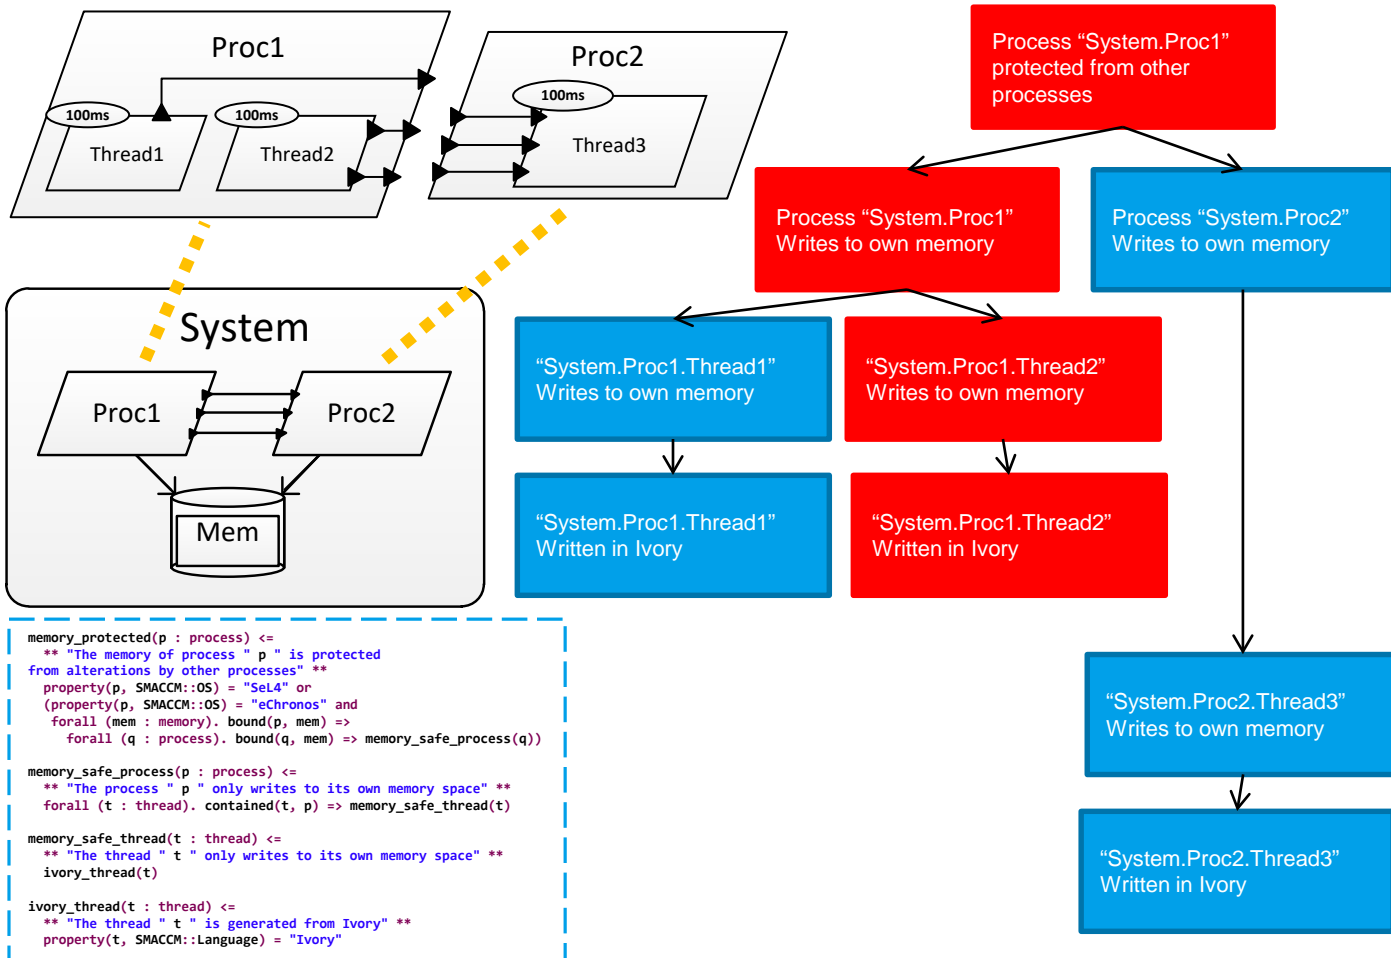 Proc1
100ms
Thread1
100ms
Thread2
Proc2
100ms
Thread3
System
Proc1
Proc2
Mem
memory_protected(p : process) <=
** "The memory of process " p " is protected
from alterations by other processes" **
property(p, SMACCM::OS) = "SeL4" or
(property(p, SMACCM::OS) = "eChronos" and
forall (mem : memory). bound(p, mem) =>
forall (q : process). bound(q, mem) => memory_safe_process(q))
memory_safe_process(p : process) <=
** "The process " p " only writes to its own memory space" **
forall (t : thread). contained(t, p) => memory_safe_thread(t)
memory_safe_thread(t : thread) <=
** "The thread " t " only writes to its own memory space" **
ivory_thread(t)
ivory_thread(t : thread) <=
** "The thread " t " is generated from Ivory" **
property(t, SMACCM::Language) = "Ivory"
Process “System.Proc1”
protected from other
processes
Process “System.Proc1”
Writes to own memory
Process “System.Proc2”
Writes to own memory
“System.Proc1.Thread1”
Writes to own memory
“System.Proc1.Thread2”
Writes to own memory
“System.Proc1.Thread1”
Written in Ivory
“System.Proc1.Thread2”
Written in Ivory
“System.Proc2.Thread3”
Writes to own memory
“System.Proc2.Thread3”
Written in Ivory